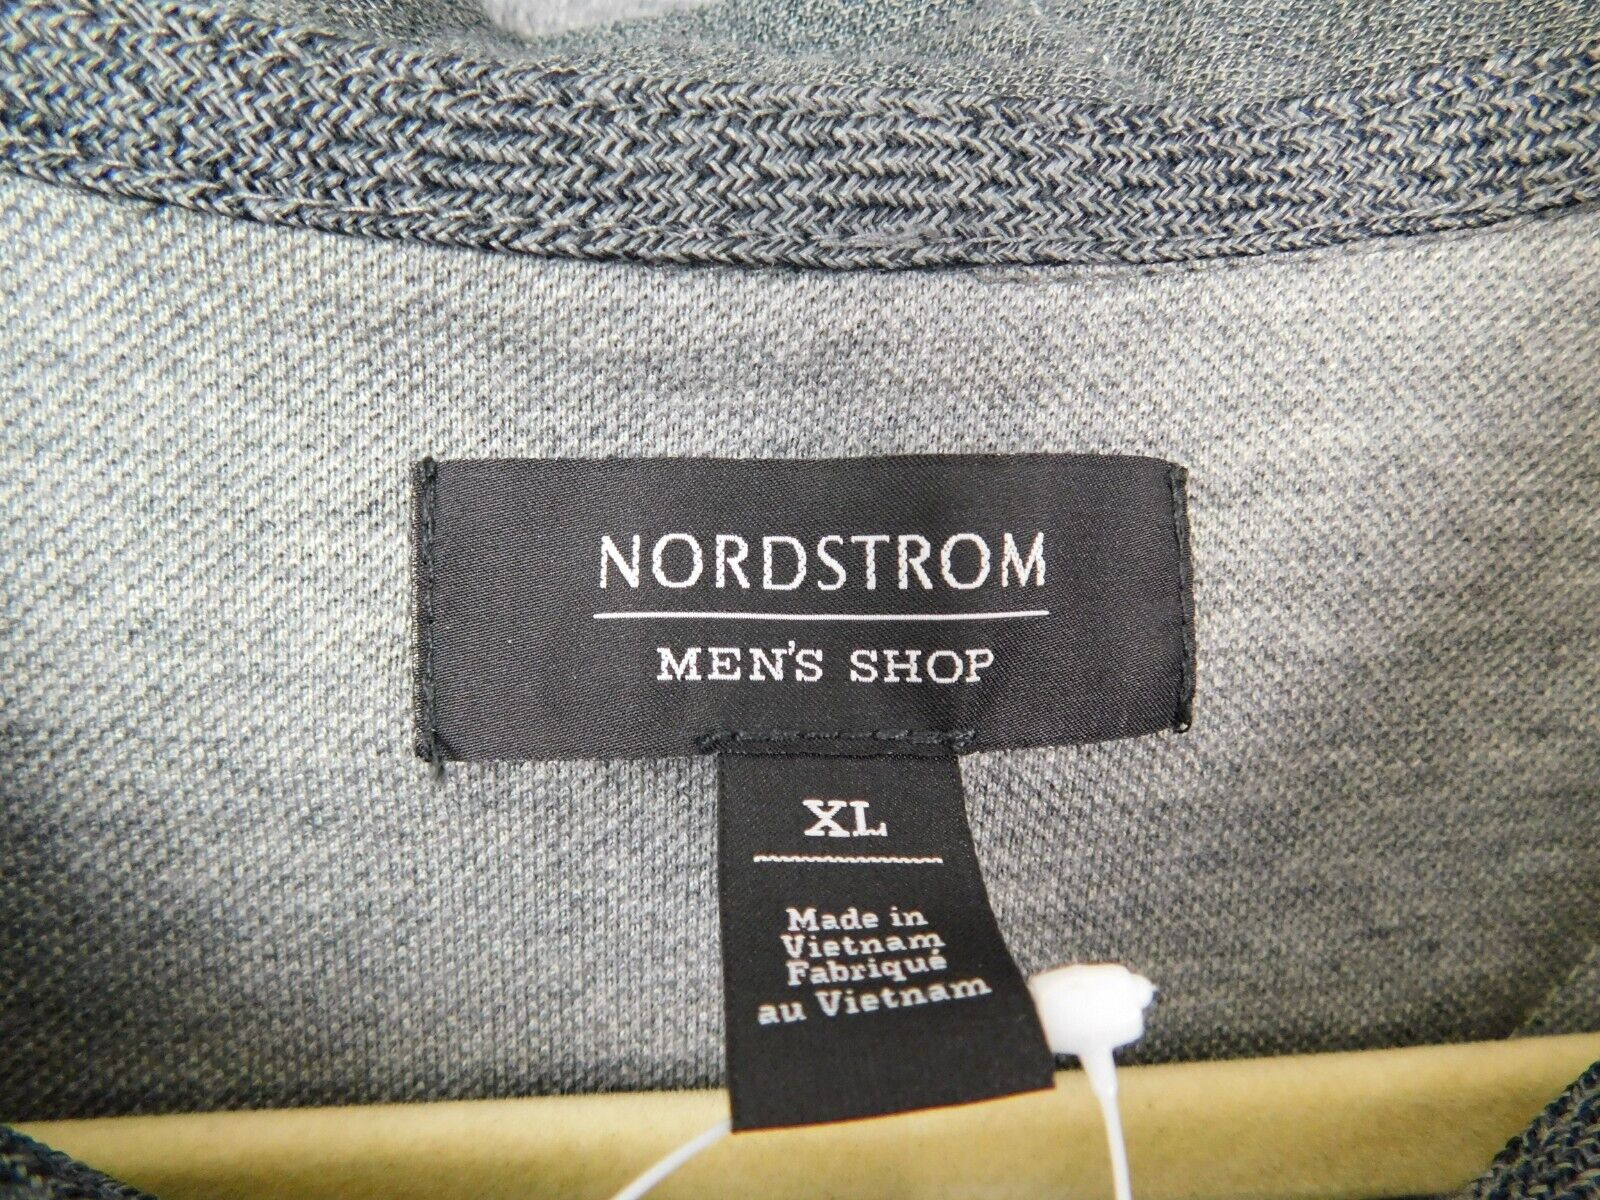 NORDSTROM
MEN'S SHOP
XL
Made in
Vietnam
Fabriqué
au Vietnam